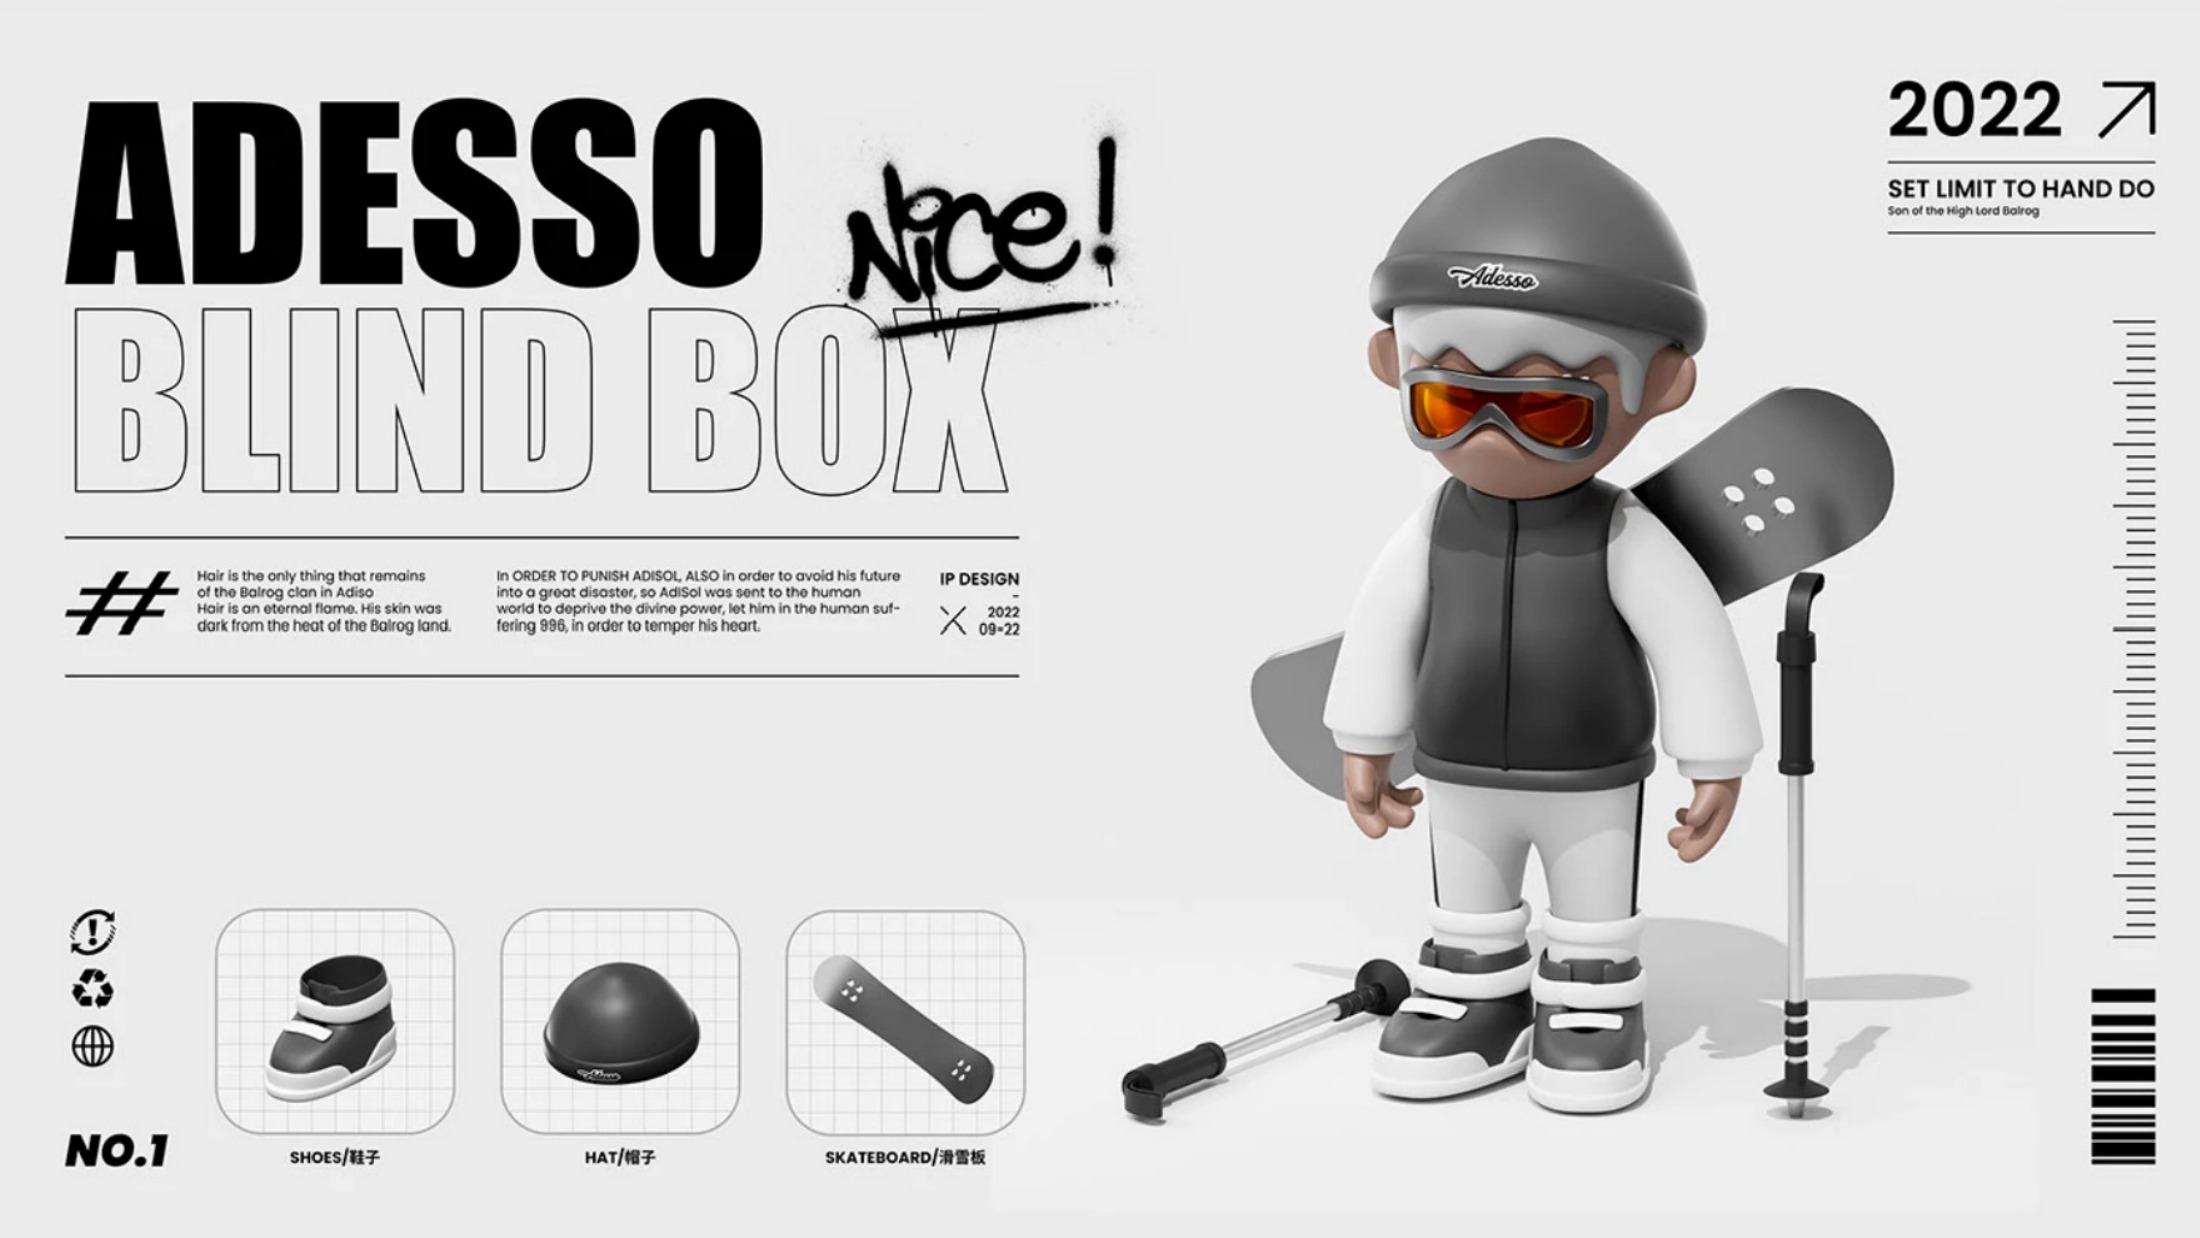 ADESSO
Nice!
BLIND BOX
2022
SET LIMIT TO HAND DO
Son of the High Lord Balrog
Adesso
#
Hair is the only thing that remains
of the Balrog clan in Adiso
Hair is an eternal flame. His skin was
dark from the heat of the Balrog land.
In ORDER TO PUNISH ADISOL, ALSO in order to avoid his future
into a great disaster, so AdiSol was sent to the human
world to deprive the divine power, let him in the human suf-
fering 996, in order to temper his heart.
IP DESIGN
-
2022
09=22
NO.1
SHOES/鞋子
Adesso
HAT/帽子
SKATEBOARD/滑雪板